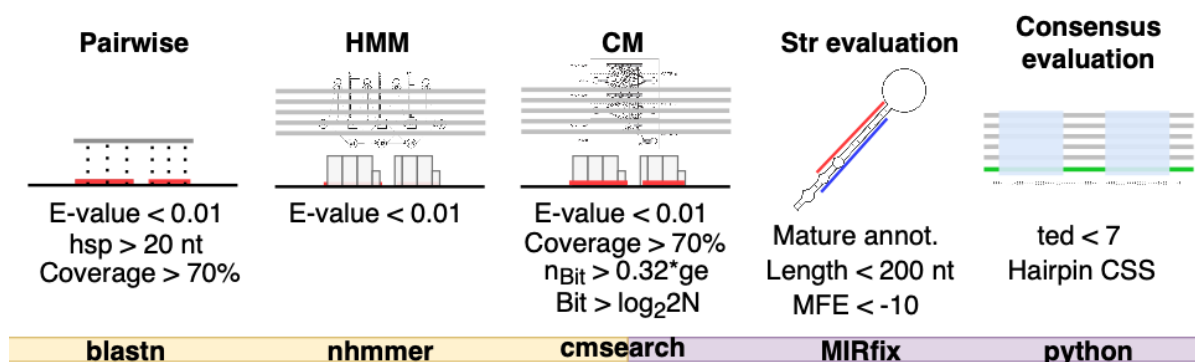 Pairwise
E-value < 0.01
hsp > 20 nt
Coverage > 70%
blastn
HMM
E-value < 0.01
nhmmer
CM
E-value < 0.01
Coverage > 70%
nBit > 0.32*ge
Bit > log22N
cmsearch
Str evaluation
Mature annot.
Length < 200 nt
MFE < -10
MIRfix
Consensus
evaluation
ted < 7
Hairpin CSS
python